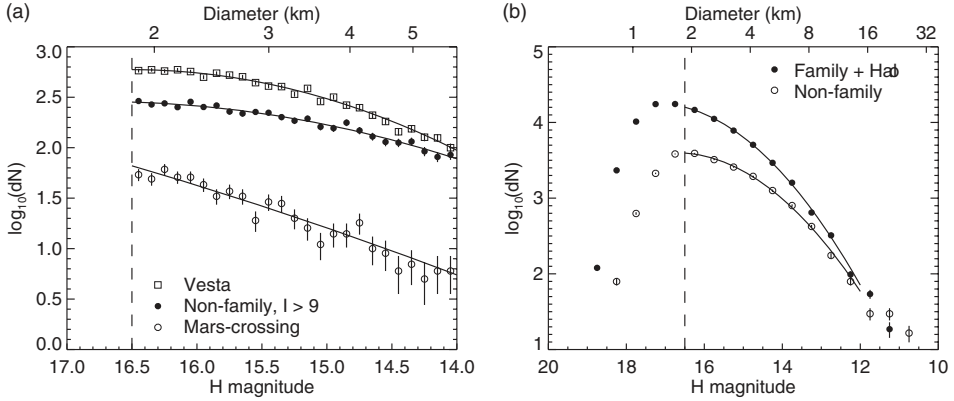 (a)
Diameter (km)
2 3 4 5
3.0
2.5
2.0
1.5
1.0
0.5
0.0
log10(dN)
Vesta
Non-family, I > 9
Mars-crossing
17.0 16.5 16.0 15.5 15.0 14.5 14.0
H magnitude
(b)
Diameter (km)
1 2 4 8 16 32
5
4
3
2
1
log10(dN)
Family + Halo
Non-family
20 18 16 14 12 10
H magnitude